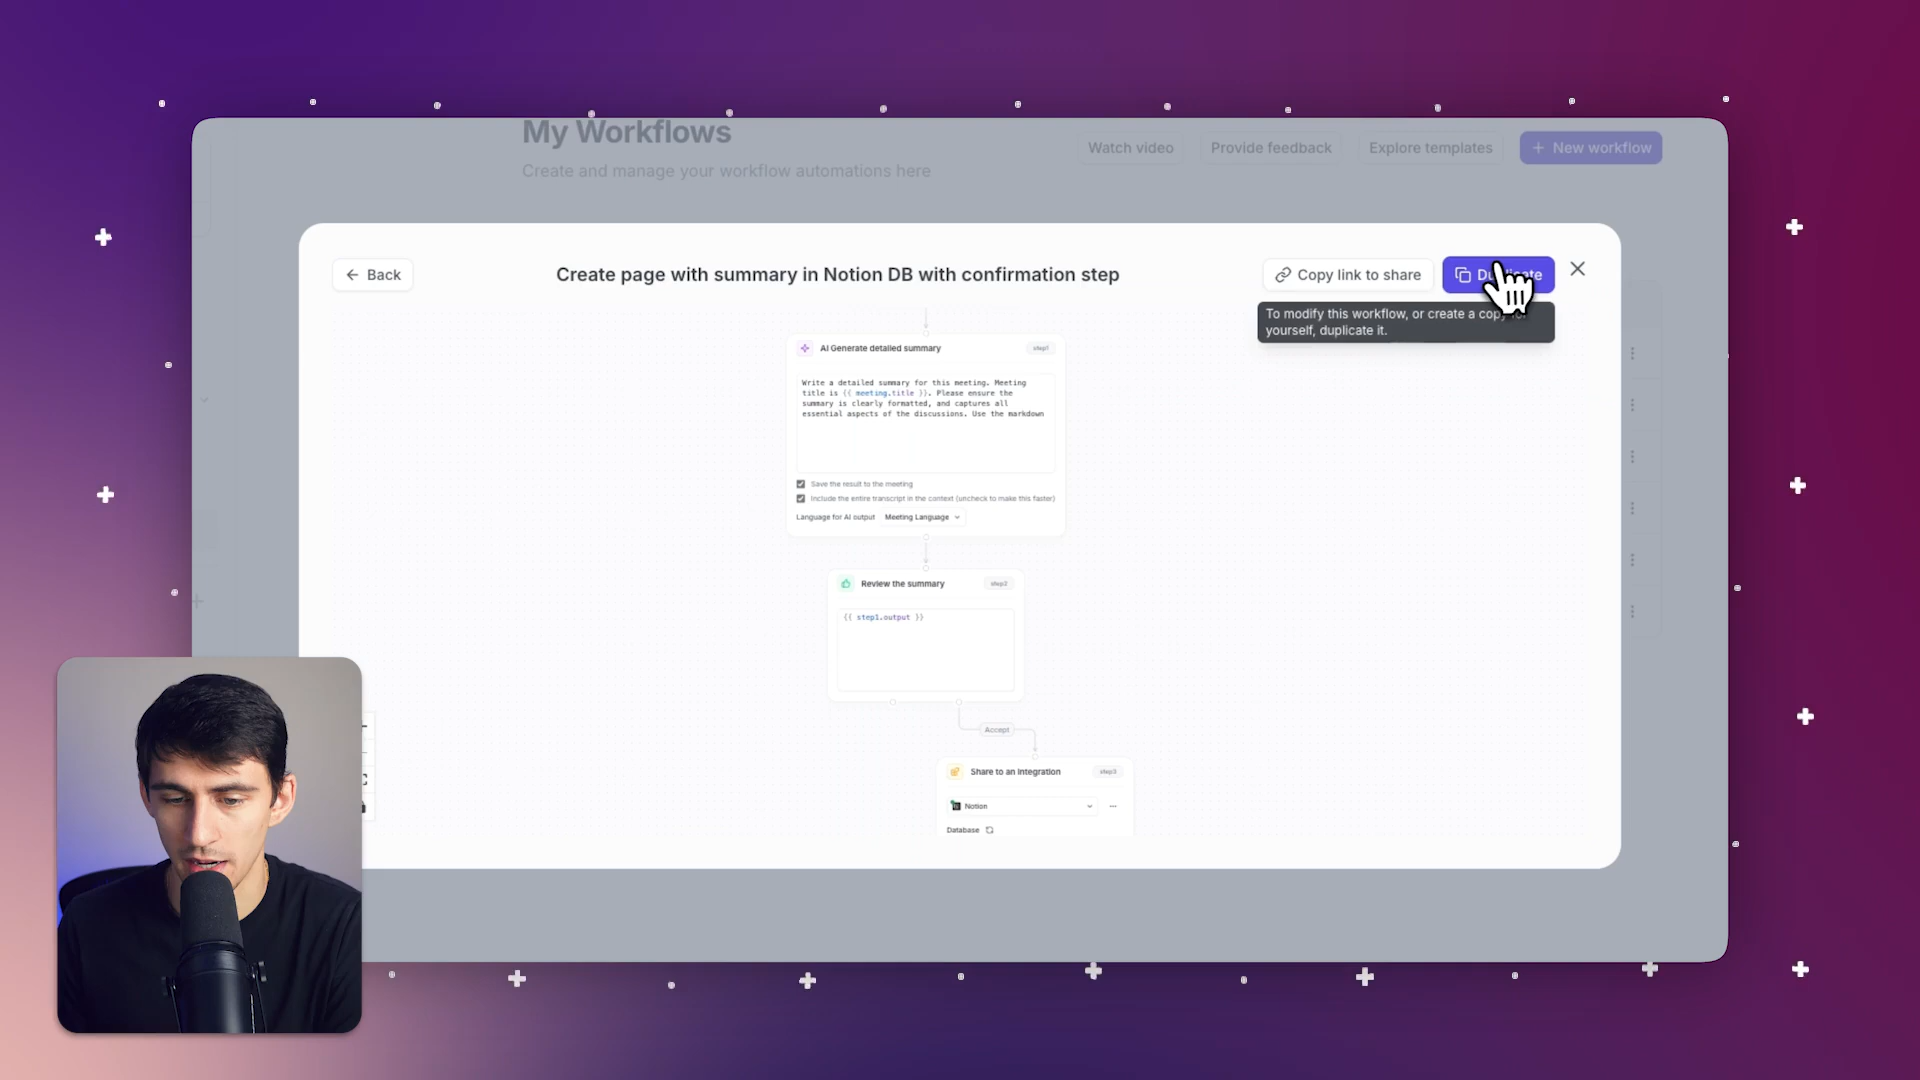 My Workflows
Create and manage your workflow automations here
Watch video
Provide feedback
Explore templates
+ New workflow
← Back
Create page with summary in Notion DB with confirmation step
Copy link to share
To modify this workflow, or create a copy
yourself, duplicate it.
AI Generate detailed summary
step1
Write a detailed summary for this meeting. Meeting
title is {{ meeting.title }}. Please ensure the
summary is clearly formatted, and captures all
essential aspects of the discussions. Use the markdown
Save the result to the meeting
Include the entire transcript in the context (uncheck to make this faster)
Language for AI output Meeting Language
Review the summary
step2
{{ step1.output }}
Accept
Share to an integration
step3
Notion
Database